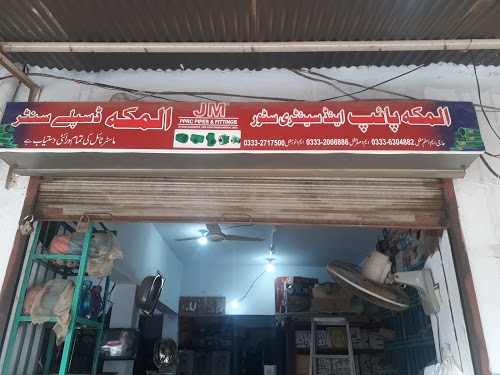 المکہ پائپ اینڈ سینٹری سٹور
0333-6304882 ,0333-2008886 ,0333-2717500
JM
PPRC PIPES & FITTINGS
المکہ ڈسپلے سنٹر
ماسٹر ٹائل کی تمام ورائٹی دستیاب ہے